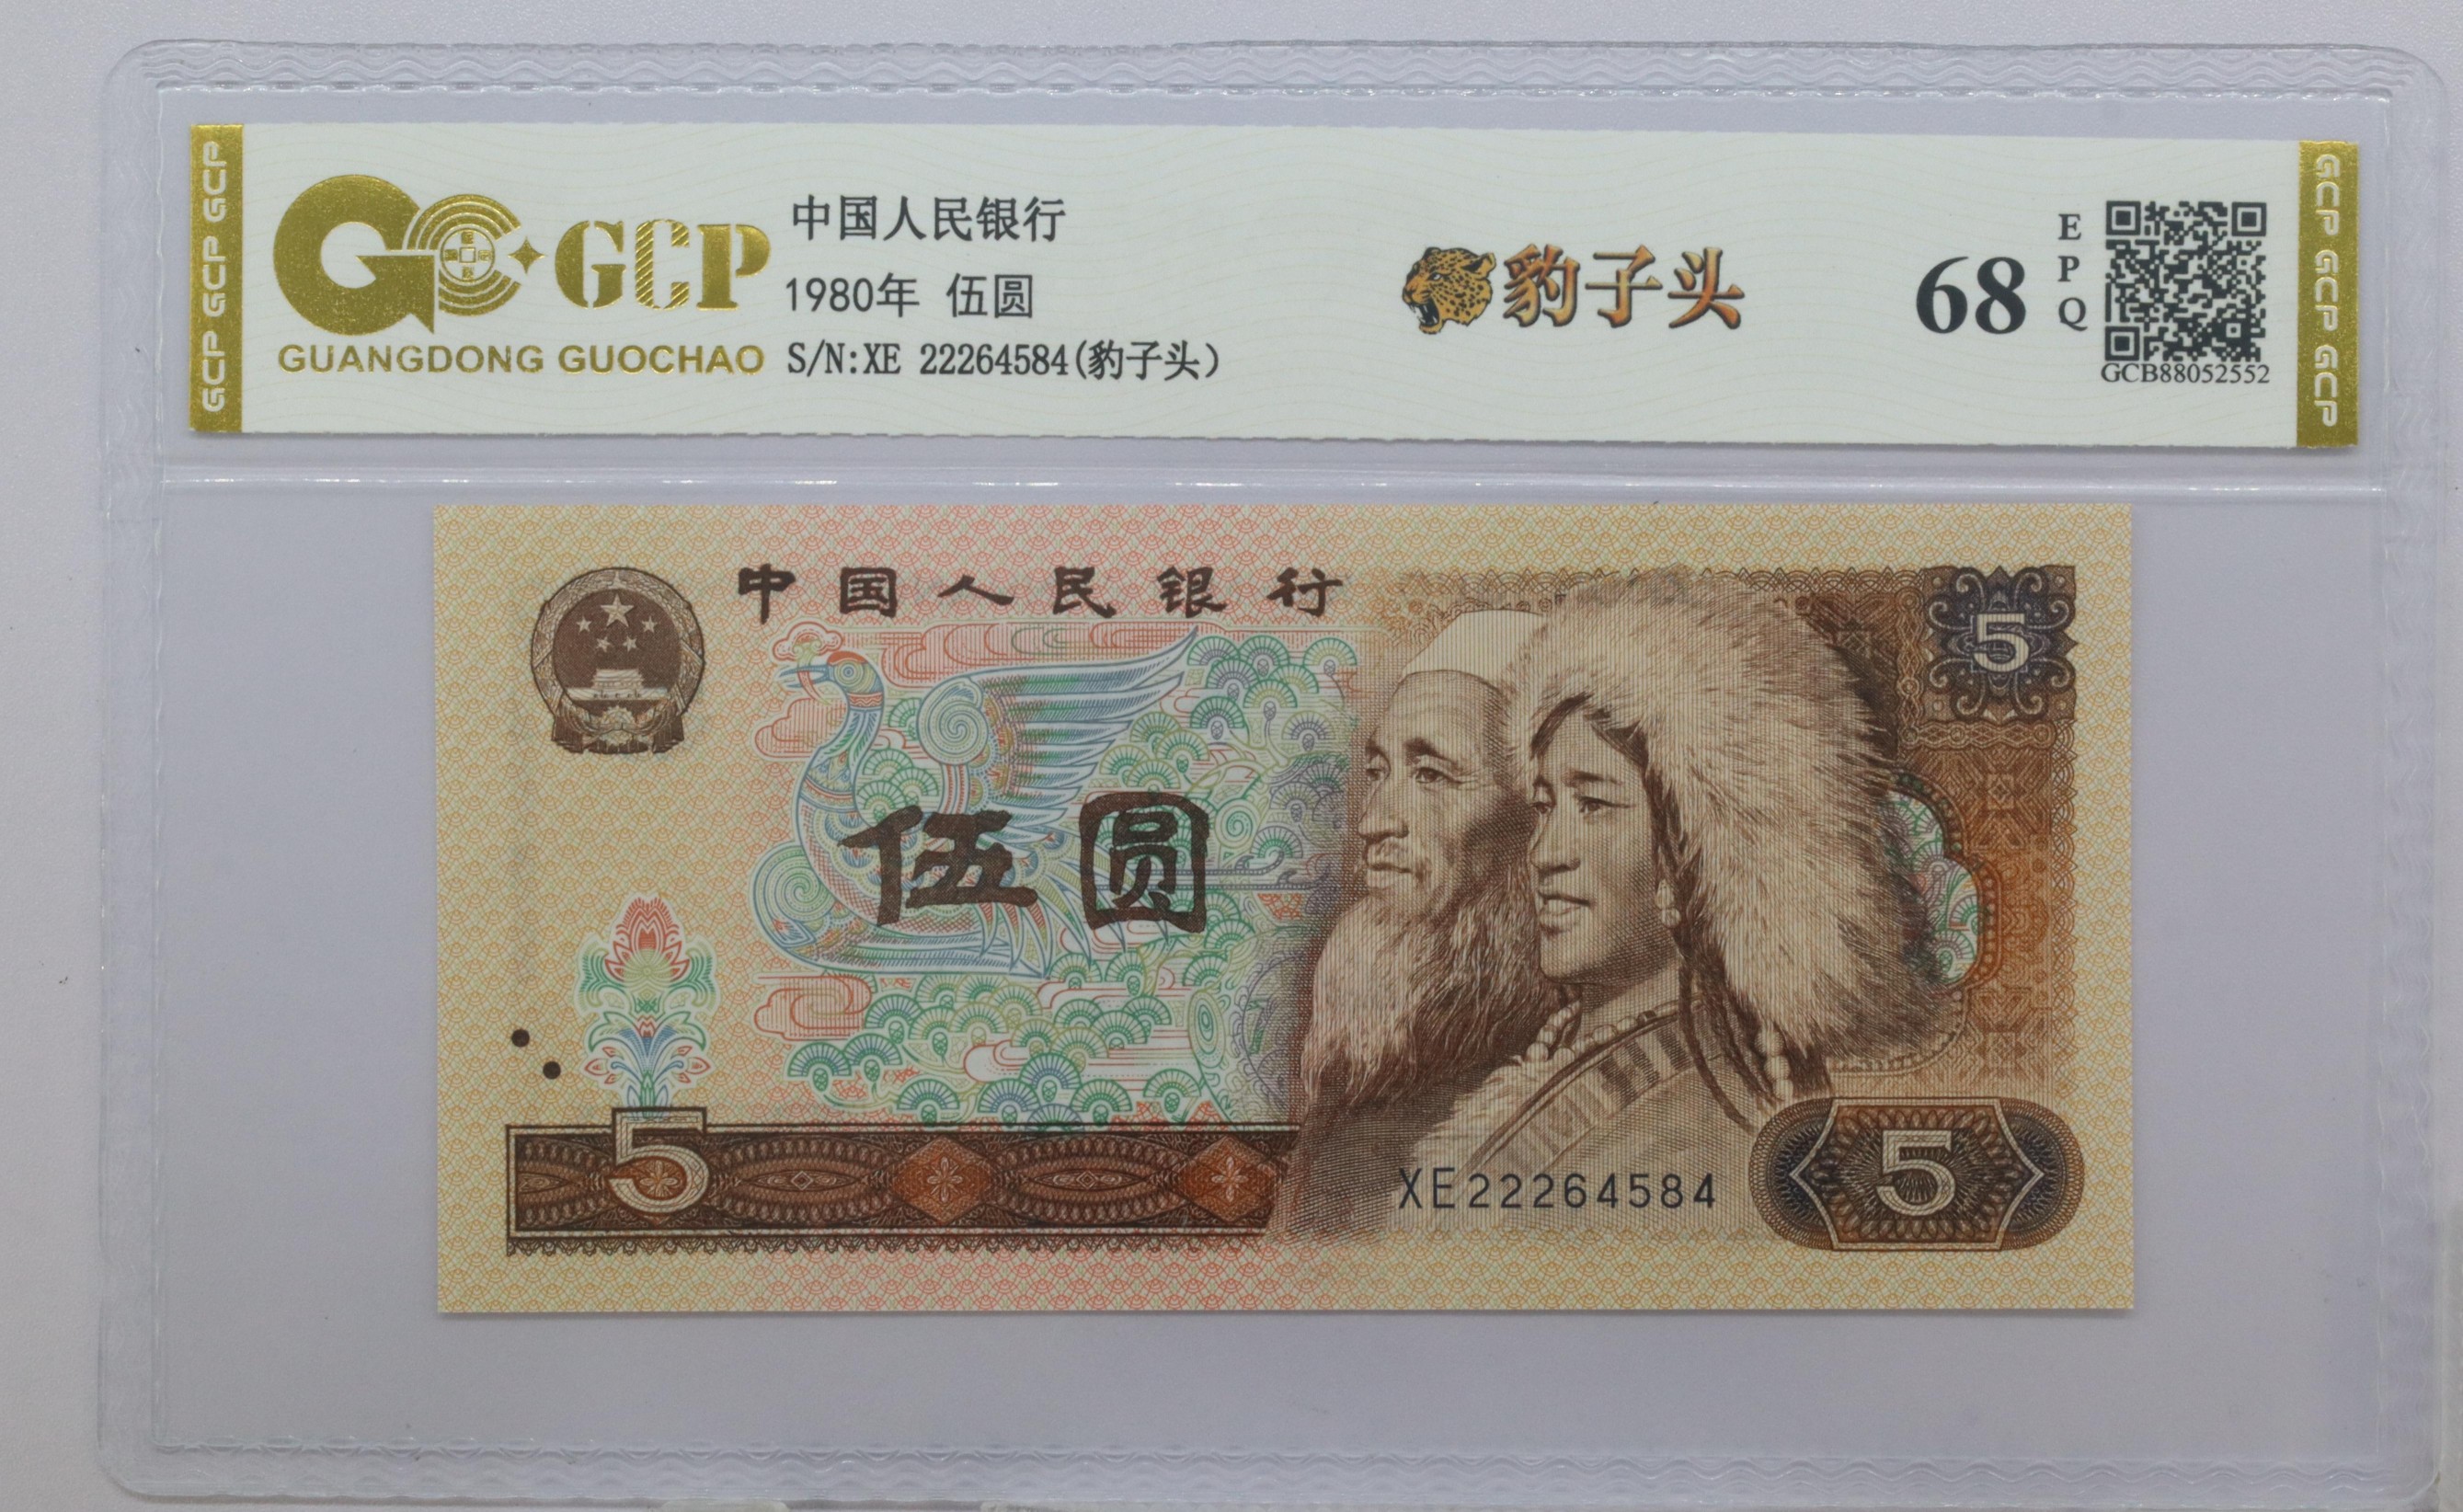 GCP GCP GCP
GCP
GUANGDONG GUOCHAO
中国人民银行
1980年 伍圆
S/N:XE 22264584(豹子头)
豹子头
68
EPQ
GCB88052552
GCP GCP GCP
中国人民银行
5
伍圆
5
XE22264584
5